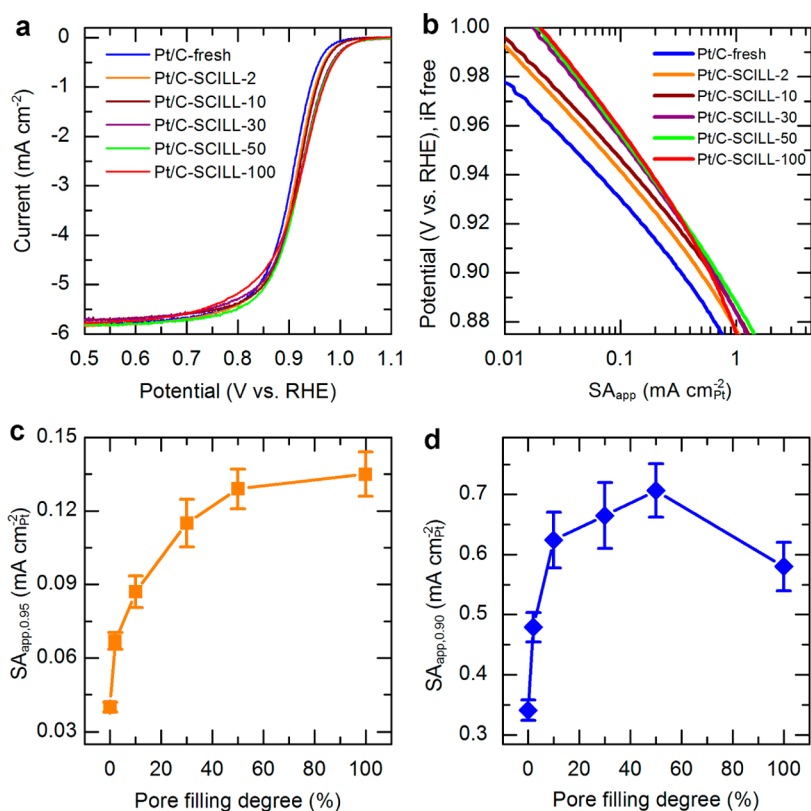 a
0
-1
-2
-3
-4
-5
-6
Current (mA cm⁻²)
Pt/C-fresh
Pt/C-SCILL-2
Pt/C-SCILL-10
Pt/C-SCILL-30
Pt/C-SCILL-50
Pt/C-SCILL-100
0.5 0.6 0.7 0.8 0.9 1.0 1.1
Potential (V vs. RHE)
b
1.00
0.96
0.92
0.88
Potential (V vs. RHE), iR free
Pt/C-fresh
Pt/C-SCILL-2
Pt/C-SCILL-10
Pt/C-SCILL-30
Pt/C-SCILL-50
Pt/C-SCILL-100
0.01 0.1 1
SAapp (mA cm⁻²Pt)
c
0.15
0.12
0.09
0.06
0.03
SAapp,0.95 (mA cm⁻²Pt)
0 20 40 60 80 100
Pore filling degree (%)
d
0.8
0.7
0.6
0.5
0.4
0.3
SAapp,0.90 (mA cm⁻²Pt)
0 20 40 60 80 100
Pore filling degree (%)